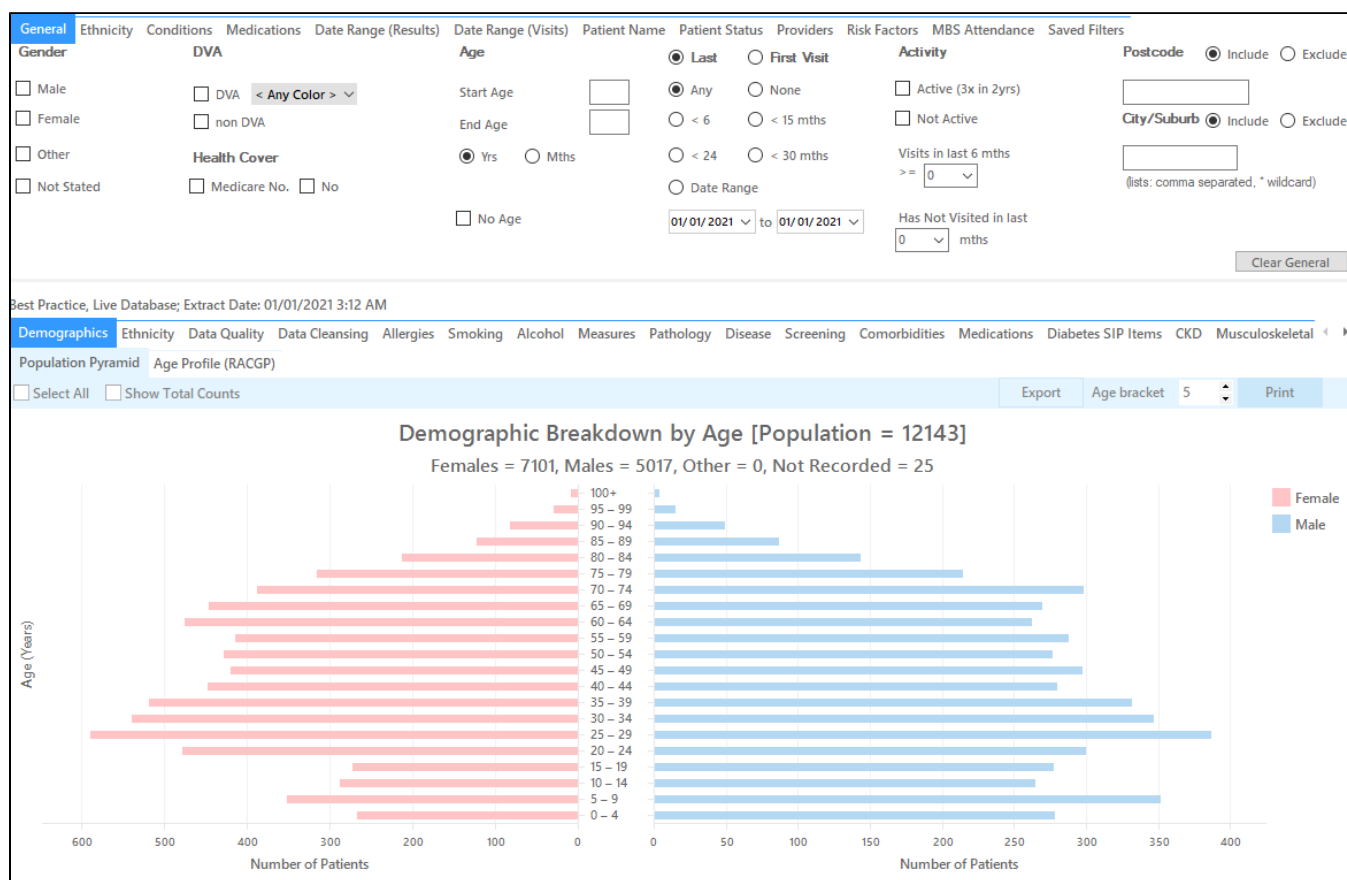 General Ethnicity Conditions Medications Date Range (Results) Date Range (Visits) Patient Name Patient Status Providers Risk Factors MBS Attendance Saved Filters
Gender DVA Age Last First Visit Activity Postcode Include Exclude
Male DVA < Any Color > Start Age Any None Active (3x in 2yrs)
Female non DVA End Age < 6 < 15 mths Not Active City/Suburb Include Exclude
Other Health Cover Yrs Mths < 24 < 30 mths Visits in last 6 mths
>= 0
Not Stated Medicare No. No Date Range (lists: comma separated, * wildcard)
No Age 01/01/2021 to 01/01/2021 Has Not Visited in last
0 mths
Clear General
Best Practice, Live Database; Extract Date: 01/01/2021 3:12 AM
Demographics Ethnicity Data Quality Data Cleansing Allergies Smoking Alcohol Measures Pathology Disease Screening Comorbidities Medications Diabetes SIP Items CKD Musculoskeletal
Population Pyramid Age Profile (RACGP)
Select All Show Total Counts Export Age bracket 5 Print
Demographic Breakdown by Age [Population = 12143]
Females = 7101, Males = 5017, Other = 0, Not Recorded = 25
100+
95 – 99
90 – 94
85 – 89
80 – 84
75 – 79
70 – 74
65 – 69
60 – 64
55 – 59
50 – 54
45 – 49
40 – 44
35 – 39
30 – 34
25 – 29
20 – 24
15 – 19
10 – 14
5 – 9
0 – 4
Age (Years)
Female
Male
600 500 400 300 200 100 0 0 50 100 150 200 250 300 350 400
Number of Patients Number of Patients